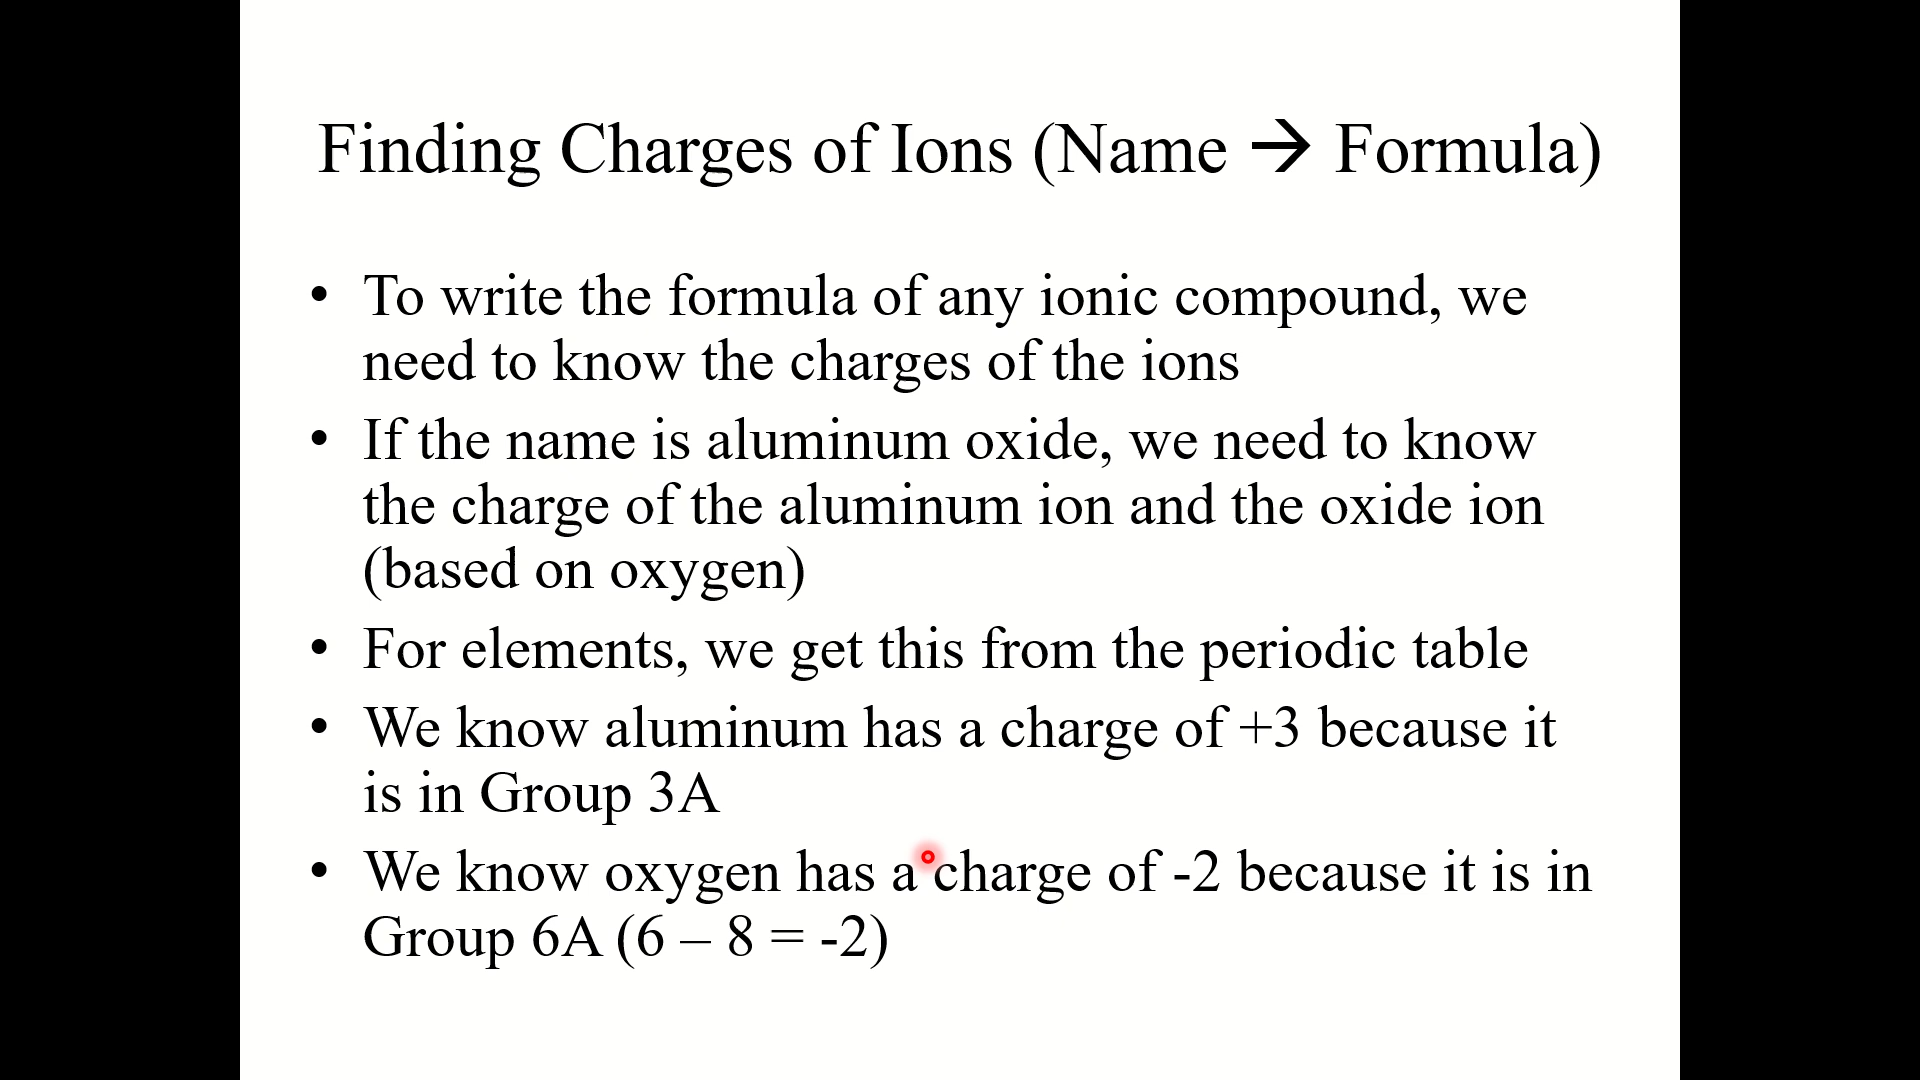 Finding Charges of Ions (Name → Formula)
• To write the formula of any ionic compound, we
need to know the charges of the ions
• If the name is aluminum oxide, we need to know
the charge of the aluminum ion and the oxide ion
(based on oxygen)
• For elements, we get this from the periodic table
• We know aluminum has a charge of +3 because it
is in Group 3A
• We know oxygen has a charge of -2 because it is in
Group 6A (6 – 8 = -2)